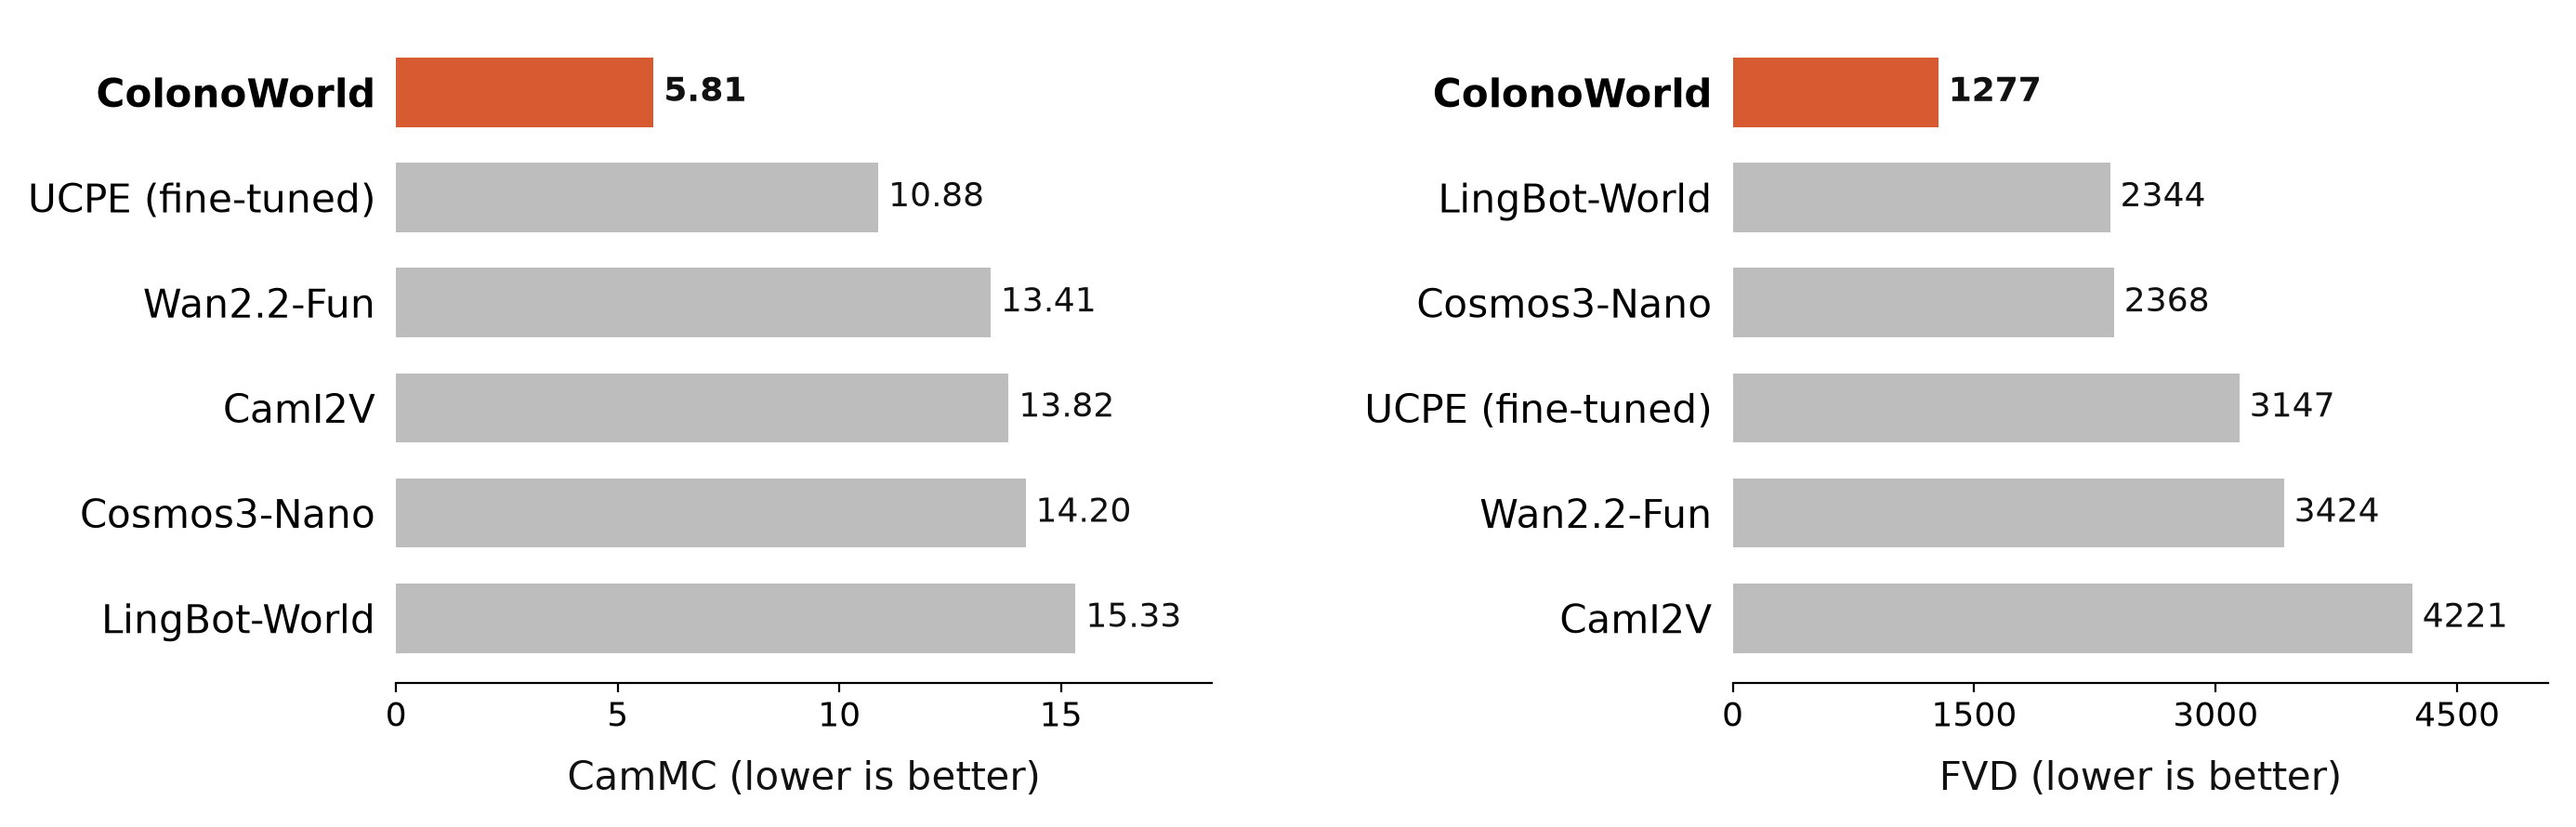 ColonoWorld 5.81
UCPE (fine-tuned) 10.88
Wan2.2-Fun 13.41
CamI2V 13.82
Cosmos3-Nano 14.20
LingBot-World 15.33
0 5 10 15
CamMC (lower is better)
ColonoWorld 1277
LingBot-World 2344
Cosmos3-Nano 2368
UCPE (fine-tuned) 3147
Wan2.2-Fun 3424
CamI2V 4221
0 1500 3000 4500
FVD (lower is better)